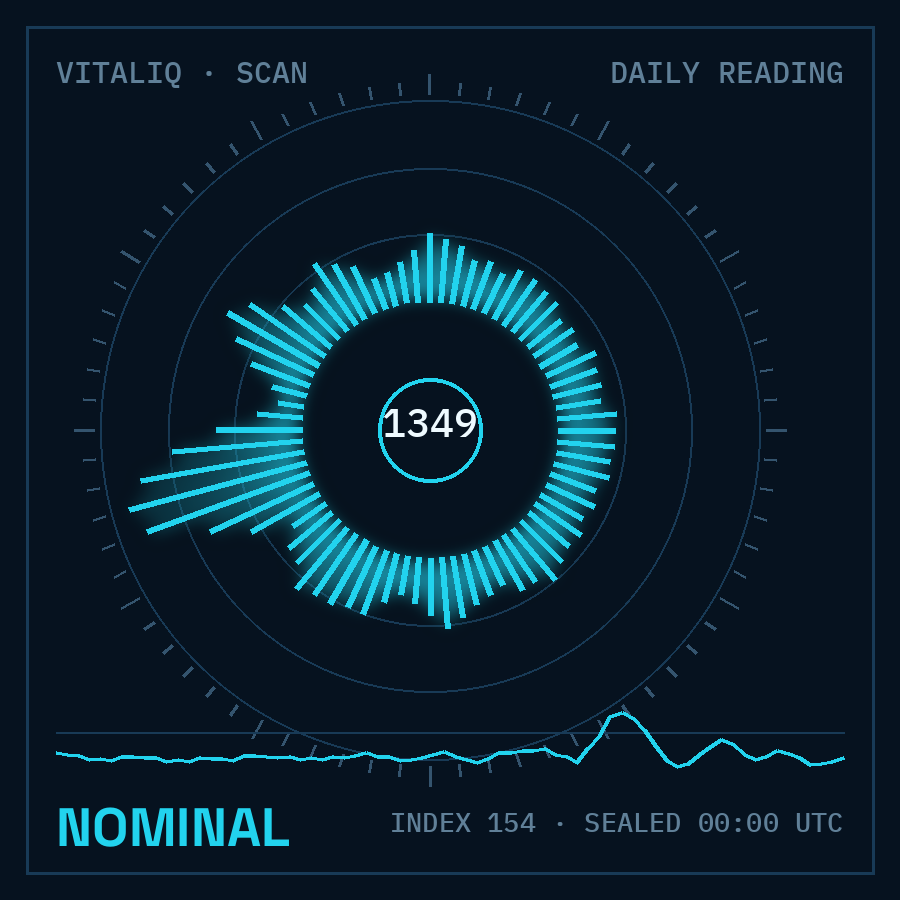 VITALIQ · SCAN
DAILY READING
1349
NOMINAL
INDEX 154 · SEALED 00:00 UTC